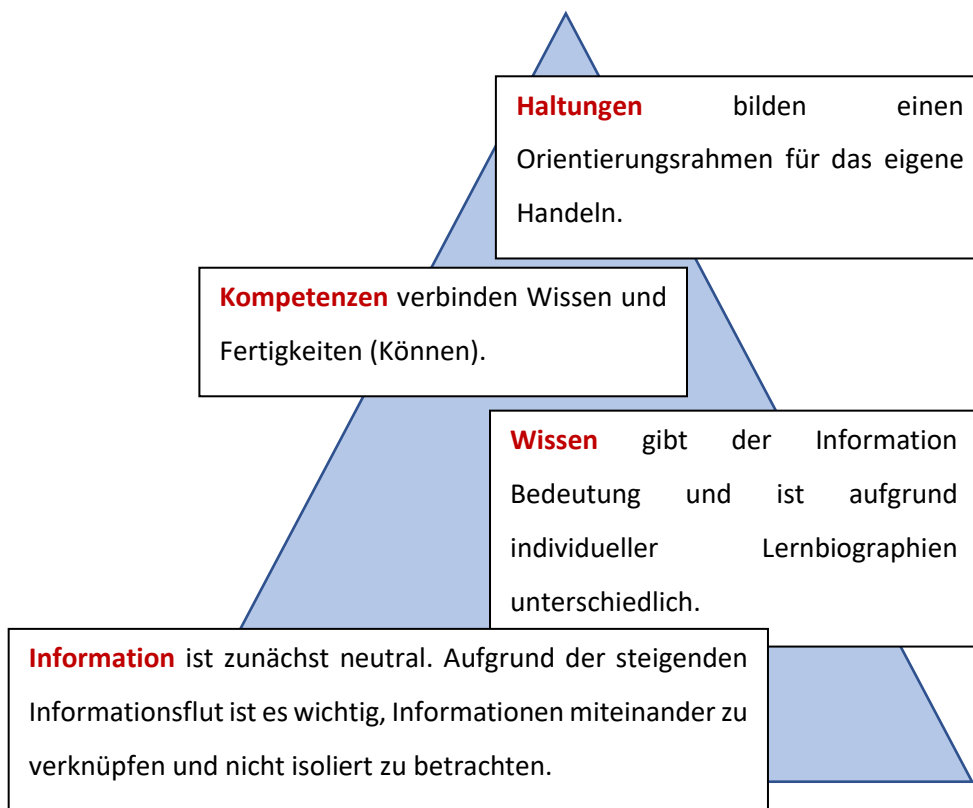 Haltungen bilden einen
Orientierungsrahmen für das eigene
Handeln.
Kompetenzen verbinden Wissen und
Fertigkeiten (Können).
Wissen gibt der Information
Bedeutung und ist aufgrund
individueller Lernbiographien
unterschiedlich.
Information ist zunächst neutral. Aufgrund der steigenden
Informationsflut ist es wichtig, Informationen miteinander zu
verknüpfen und nicht isoliert zu betrachten.